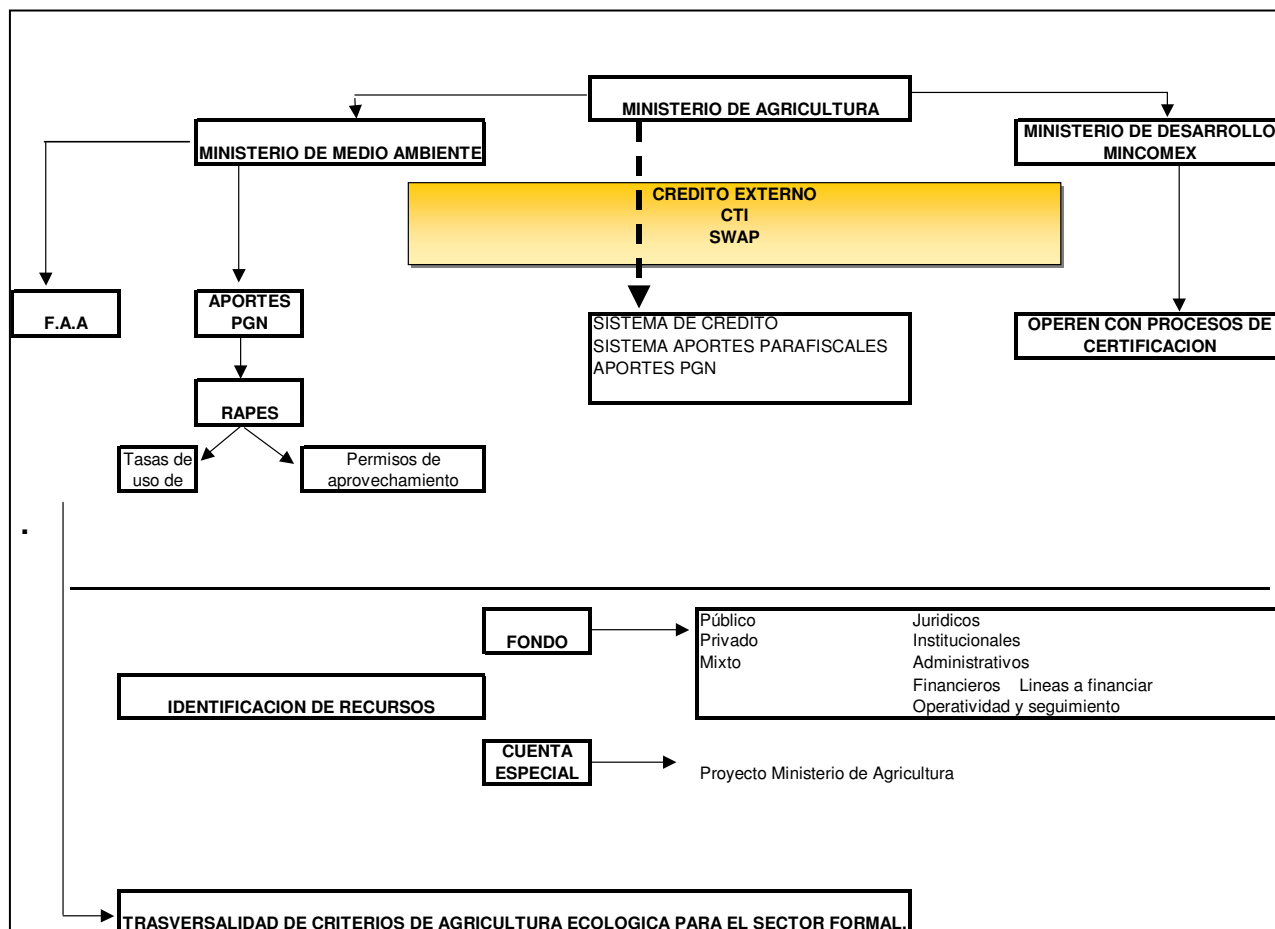 MINISTERIO DE AGRICULTURA
MINISTERIO DE MEDIO AMBIENTE
MINISTERIO DE DESARROLLO
MINCOMEX
CREDITO EXTERNO
CTI
SWAP
F.A.A
APORTES
PGN
SISTEMA DE CREDITO
SISTEMA APORTES PARAFISCALES
APORTES PGN
OPEREN CON PROCESOS DE
CERTIFICACION
RAPES
Tasas de
uso de
Permisos de
aprovechamiento
.
FONDO
Público Juridicos
Privado Institucionales
Mixto Administrativos
Financieros Lineas a financiar
Operatividad y seguimiento
IDENTIFICACION DE RECURSOS
CUENTA
ESPECIAL
Proyecto Ministerio de Agricultura
TRASVERSALIDAD DE CRITERIOS DE AGRICULTURA ECOLOGICA PARA EL SECTOR FORMAL.